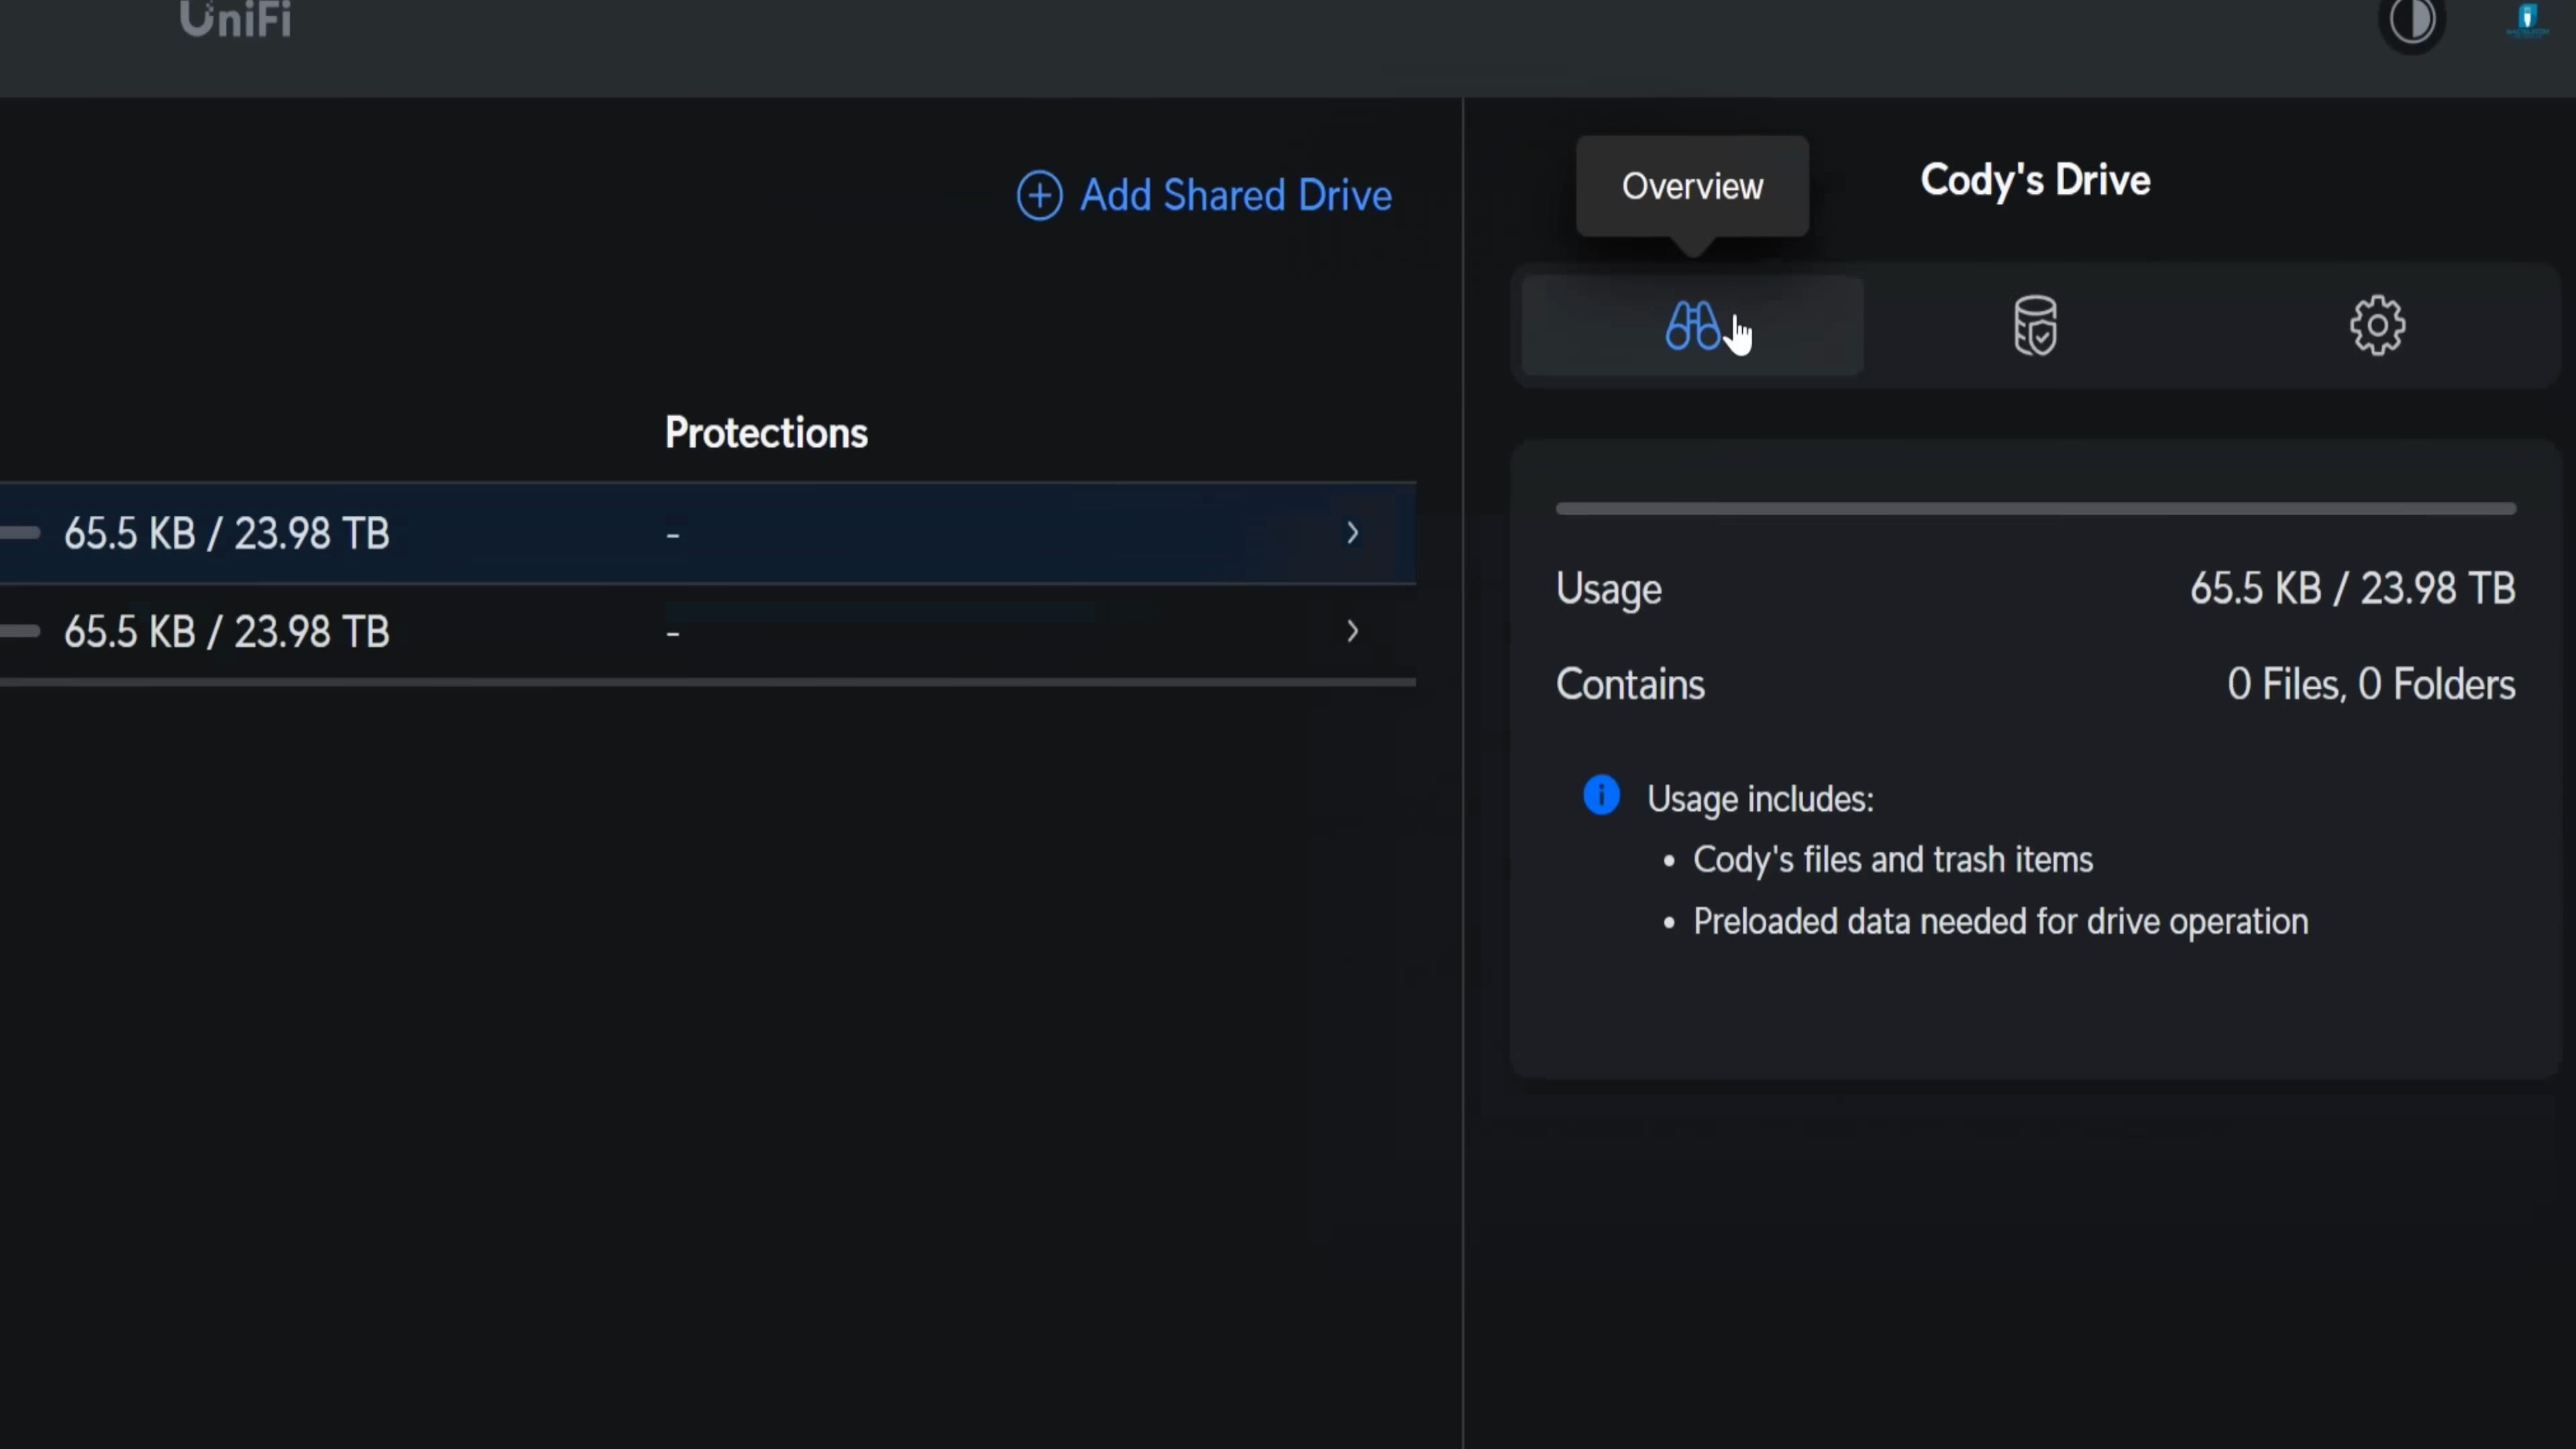 UniFi
Add Shared Drive
Protections
65.5 KB / 23.98 TB -
65.5 KB / 23.98 TB -
Overview
Cody's Drive
Usage 65.5 KB / 23.98 TB
Contains 0 Files, 0 Folders
Usage includes:
• Cody's files and trash items
• Preloaded data needed for drive operation